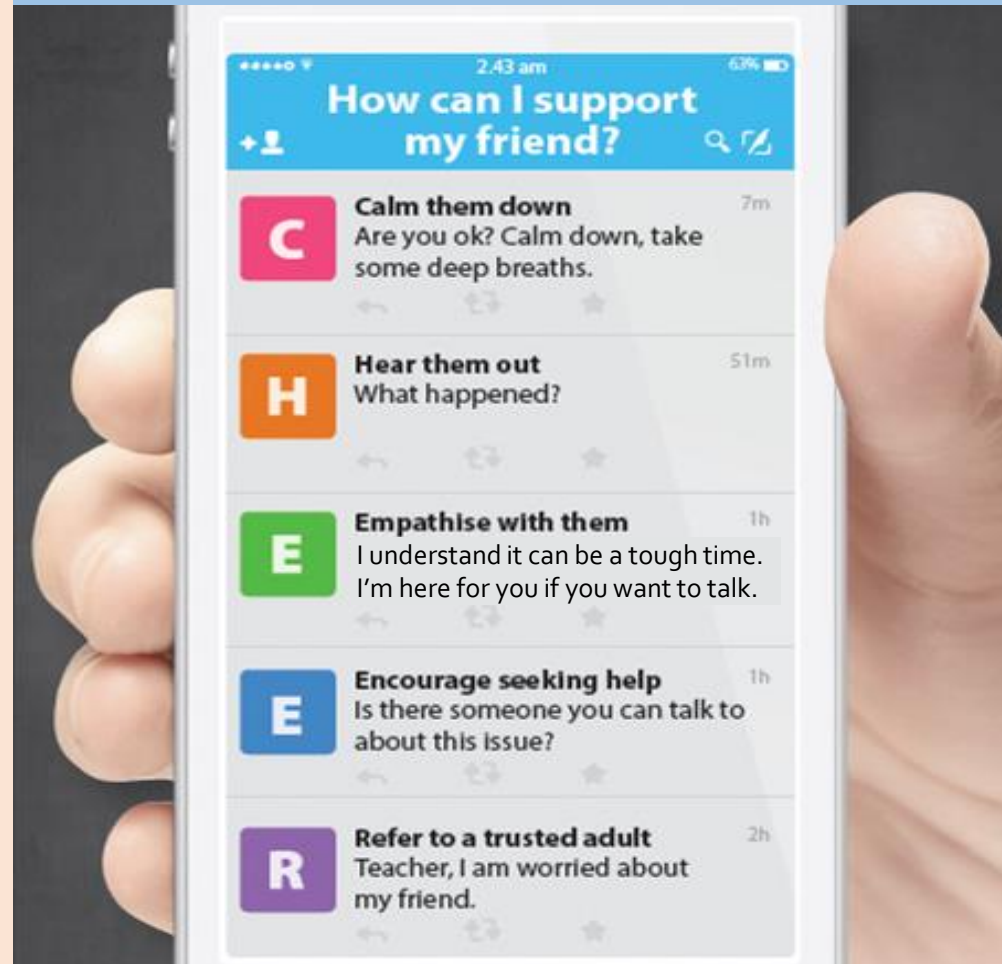 2.43 am
63%
How can I support
my friend?
C
Calm them down
7m
Are you ok? Calm down, take
some deep breaths.
H
Hear them out
51m
What happened?
E
Empathise with them
1h
I understand it can be a tough time.
I'm here for you if you want to talk.
E
Encourage seeking help
1h
Is there someone you can talk to
about this issue?
R
Refer to a trusted adult
2h
Teacher, I am worried about
my friend.